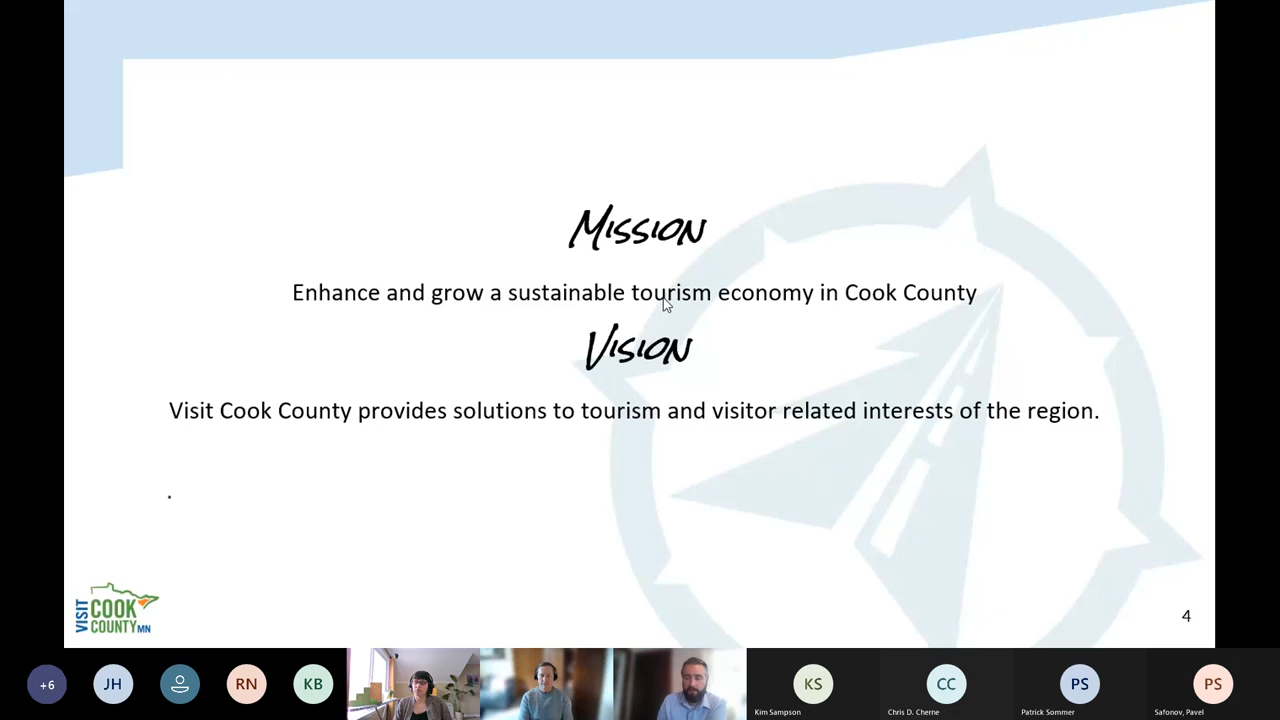 Mission
Enhance and grow a sustainable tourism economy in Cook County
Vision
Visit Cook County provides solutions to tourism and visitor related interests of the region.
.
VISIT
COOK
COUNTY MN
4
+6
JH
RN
KB
KS
Kim Sampson
CC
Chris D. Cherne
PS
Patrick Sommer
PS
Safonov, Pavel